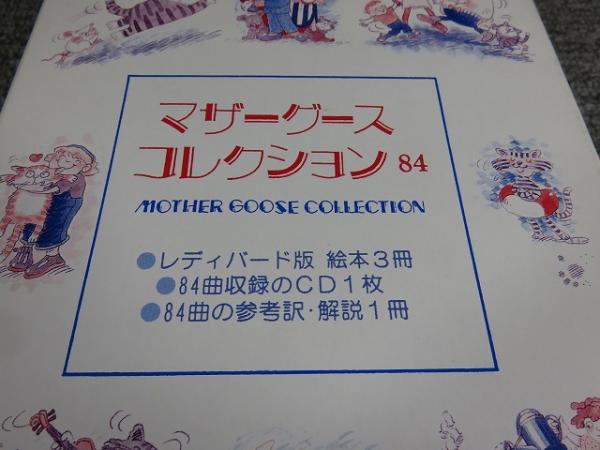 マザーグース
コレクション 84
MOTHER GOOSE COLLECTION
●レディバード版 絵本3冊
●84曲収録のCD1枚
●84曲の参考訳・解説1冊